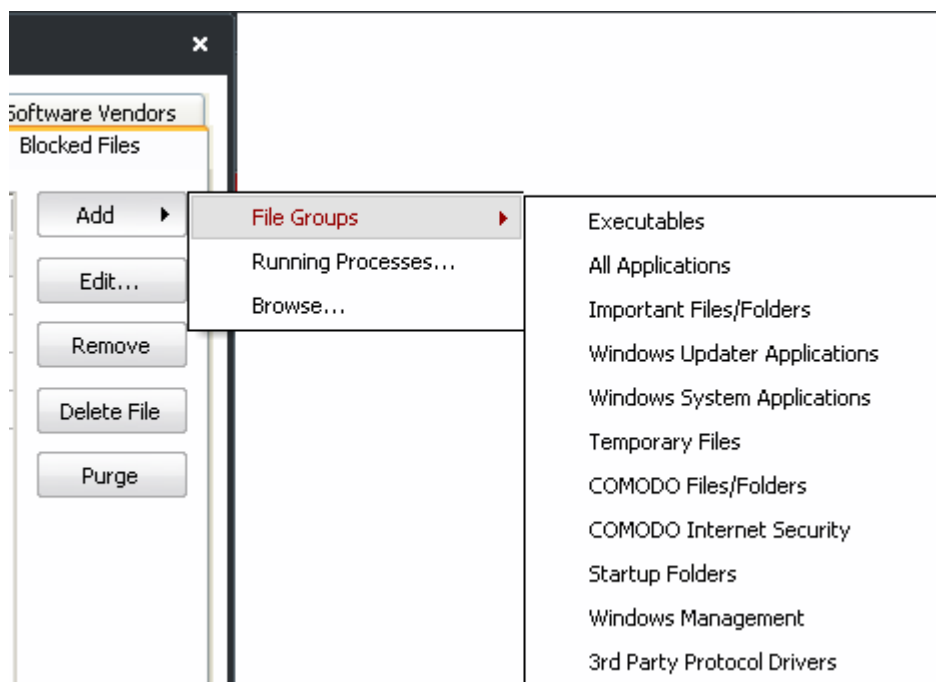 Software Vendors
Blocked Files
Add
Edit...
Remove
Delete File
Purge
File Groups
Running Processes...
Browse...
Executables
All Applications
Important Files/Folders
Windows Updater Applications
Windows System Applications
Temporary Files
COMODO Files/Folders
COMODO Internet Security
Startup Folders
Windows Management
3rd Party Protocol Drivers